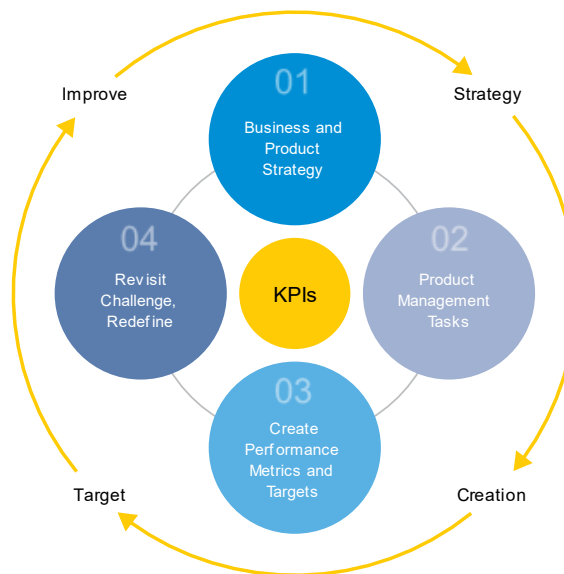 01
Business and
Product
Strategy
Improve
Strategy
04
Revisit
Challenge,
Redefine
KPIs
02
Product
Management
Tasks
03
Create
Performance
Metrics and
Targets
Target
Creation